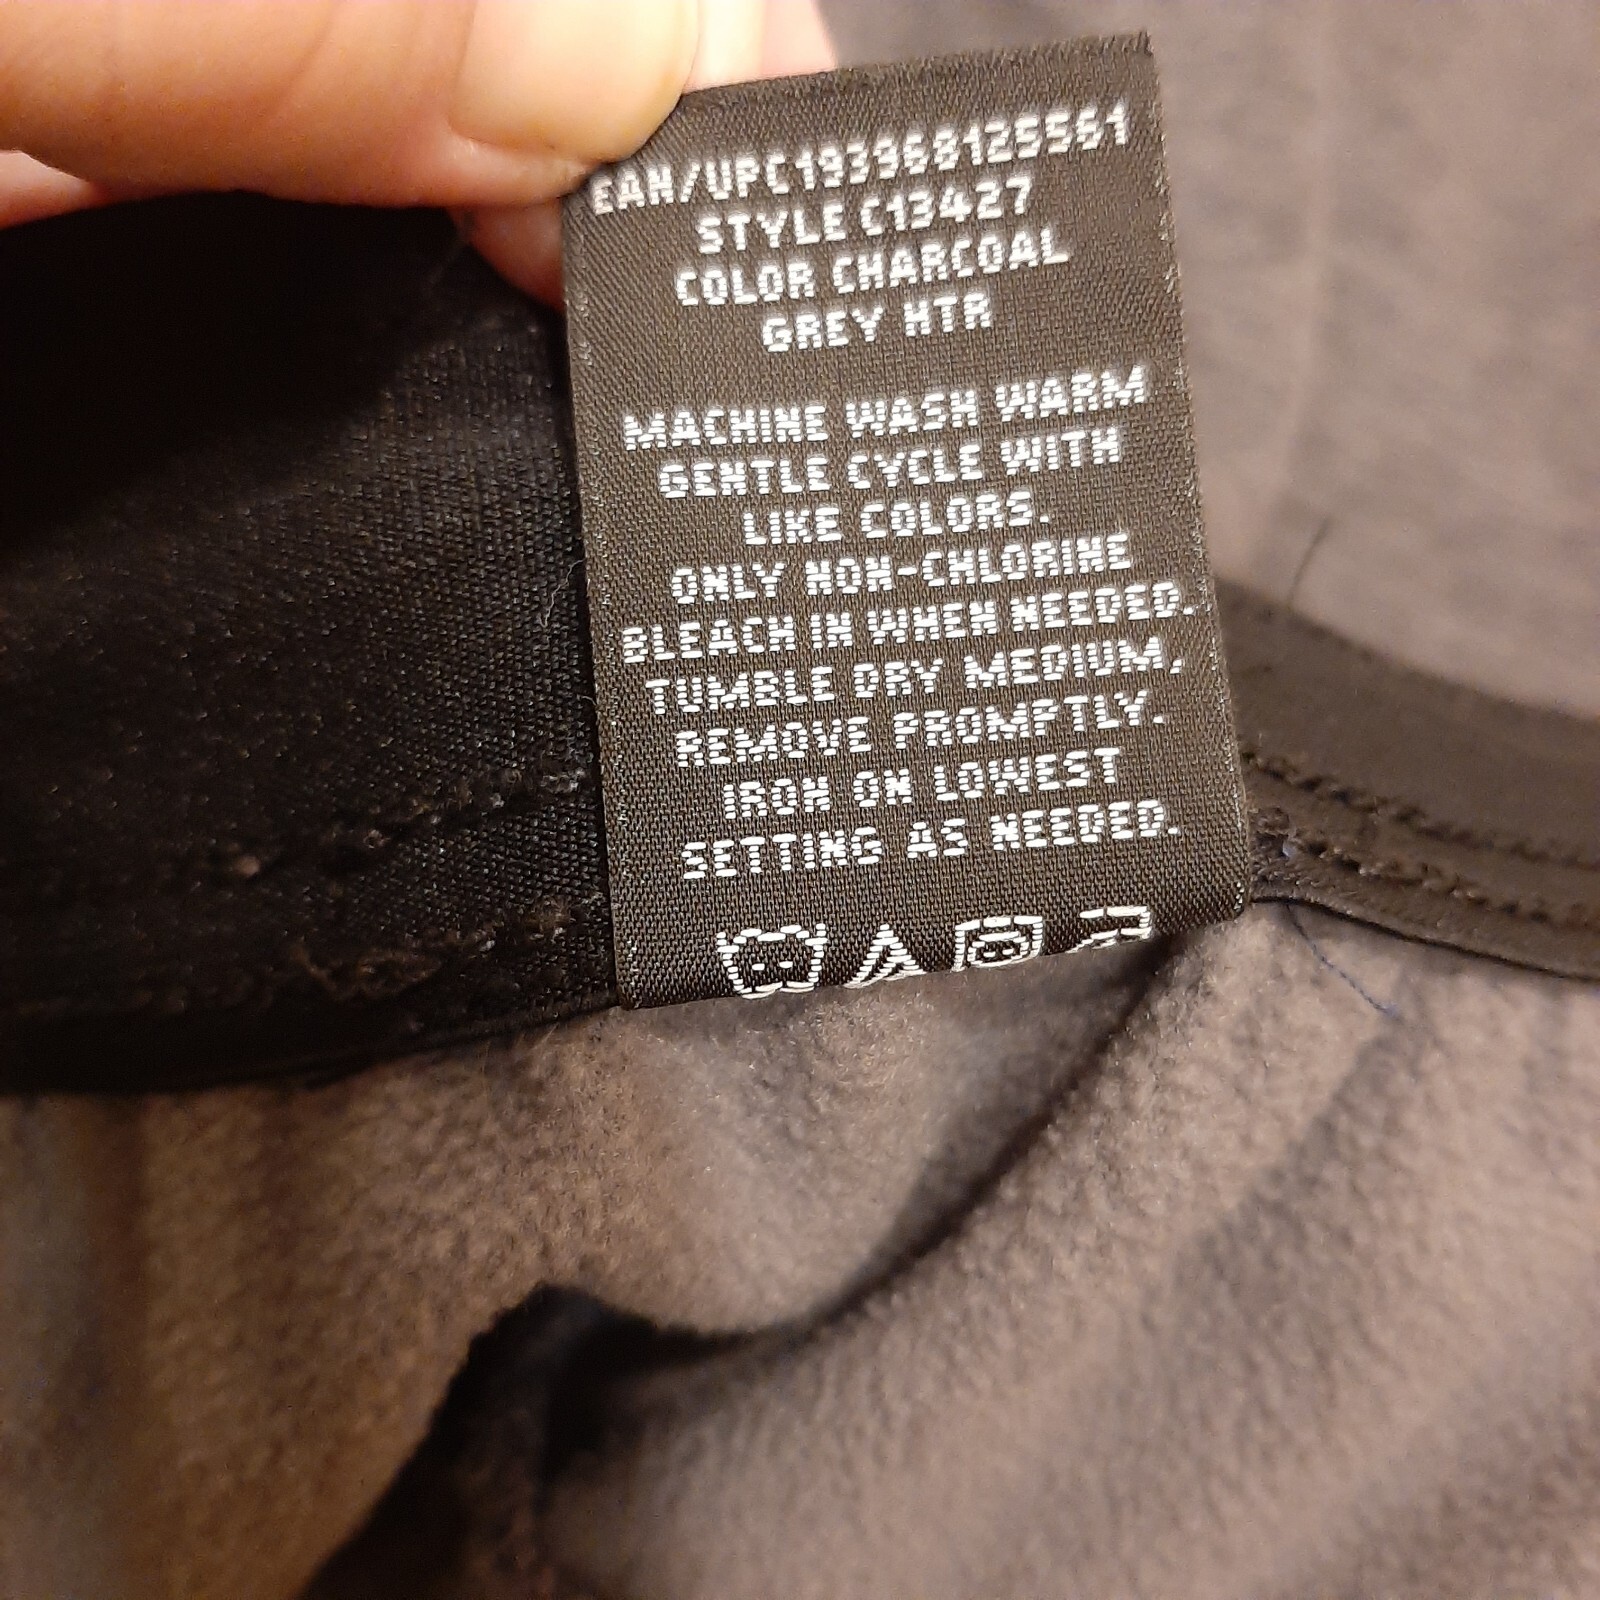 EAN/UPC193968125561
STYLE C13427
COLOR CHARCOAL
GREY HTR
MACHINE WASH WARM
GENTLE CYCLE WITH
LIKE COLORS.
ONLY NON-CHLORINE
BLEACH IN WHEN NEEDED.
TUMBLE DRY MEDIUM,
REMOVE PROMPTLY.
IRON ON LOWEST
SETTING AS NEEDED.